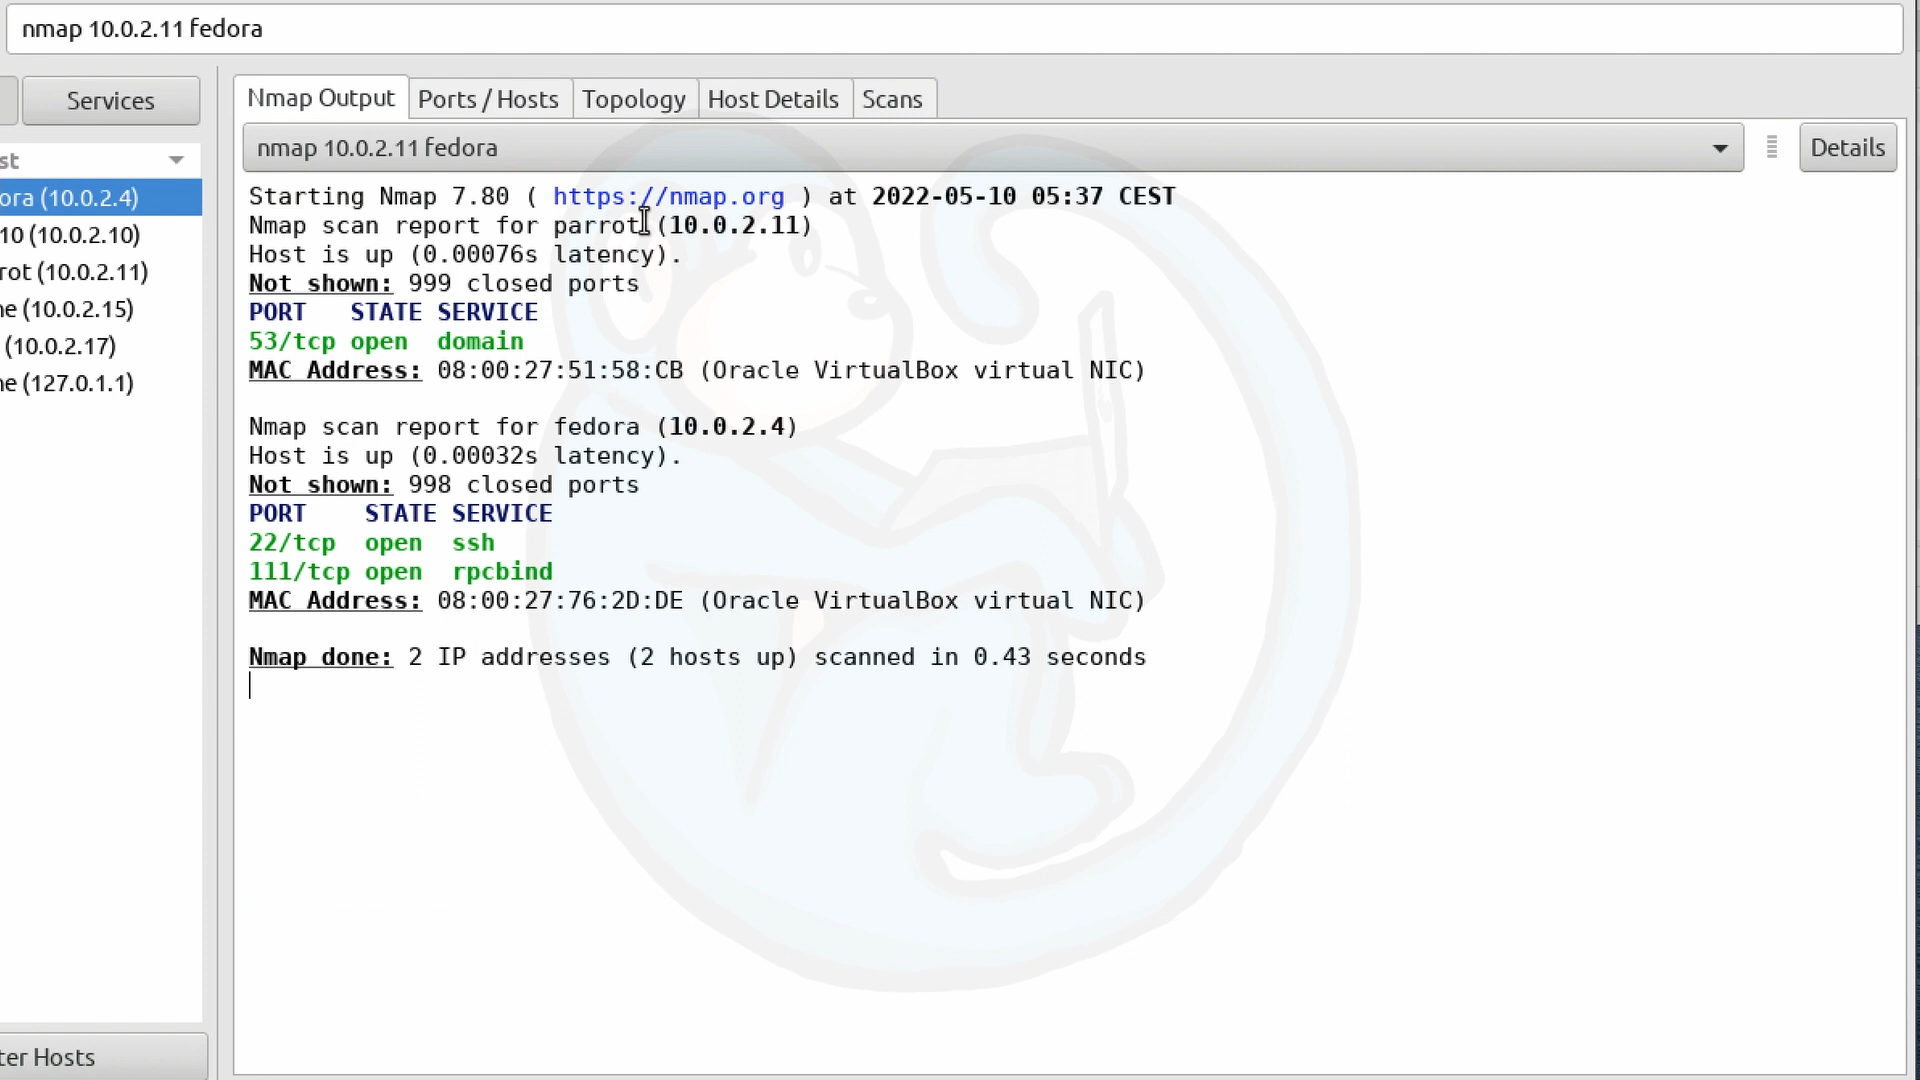 nmap 10.0.2.11 fedora
Services
Nmap Output
Ports / Hosts
Topology
Host Details
Scans
st
ora (10.0.2.4)
10 (10.0.2.10)
rot (10.0.2.11)
ne (10.0.2.15)
(10.0.2.17)
ne (127.0.1.1)
ter Hosts
nmap 10.0.2.11 fedora
Details
Starting Nmap 7.80 ( https://nmap.org ) at 2022-05-10 05:37 CEST
Nmap scan report for parrot (10.0.2.11)
Host is up (0.00076s latency).
Not shown: 999 closed ports
PORT STATE SERVICE
53/tcp open domain
MAC Address: 08:00:27:51:58:CB (Oracle VirtualBox virtual NIC)
Nmap scan report for fedora (10.0.2.4)
Host is up (0.00032s latency).
Not shown: 998 closed ports
PORT STATE SERVICE
22/tcp open ssh
111/tcp open rpcbind
MAC Address: 08:00:27:76:2D:DE (Oracle VirtualBox virtual NIC)
Nmap done: 2 IP addresses (2 hosts up) scanned in 0.43 seconds